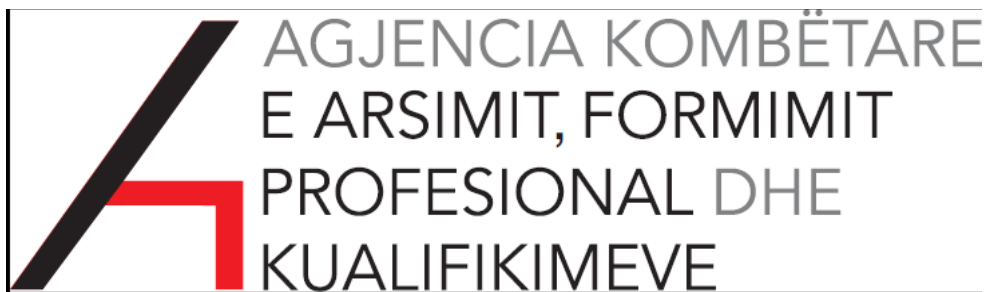 AGJENCIA KOMBËTARE
E ARSIMIT, FORMIMIT
PROFESIONAL DHE
KUALIFIKIMEVE